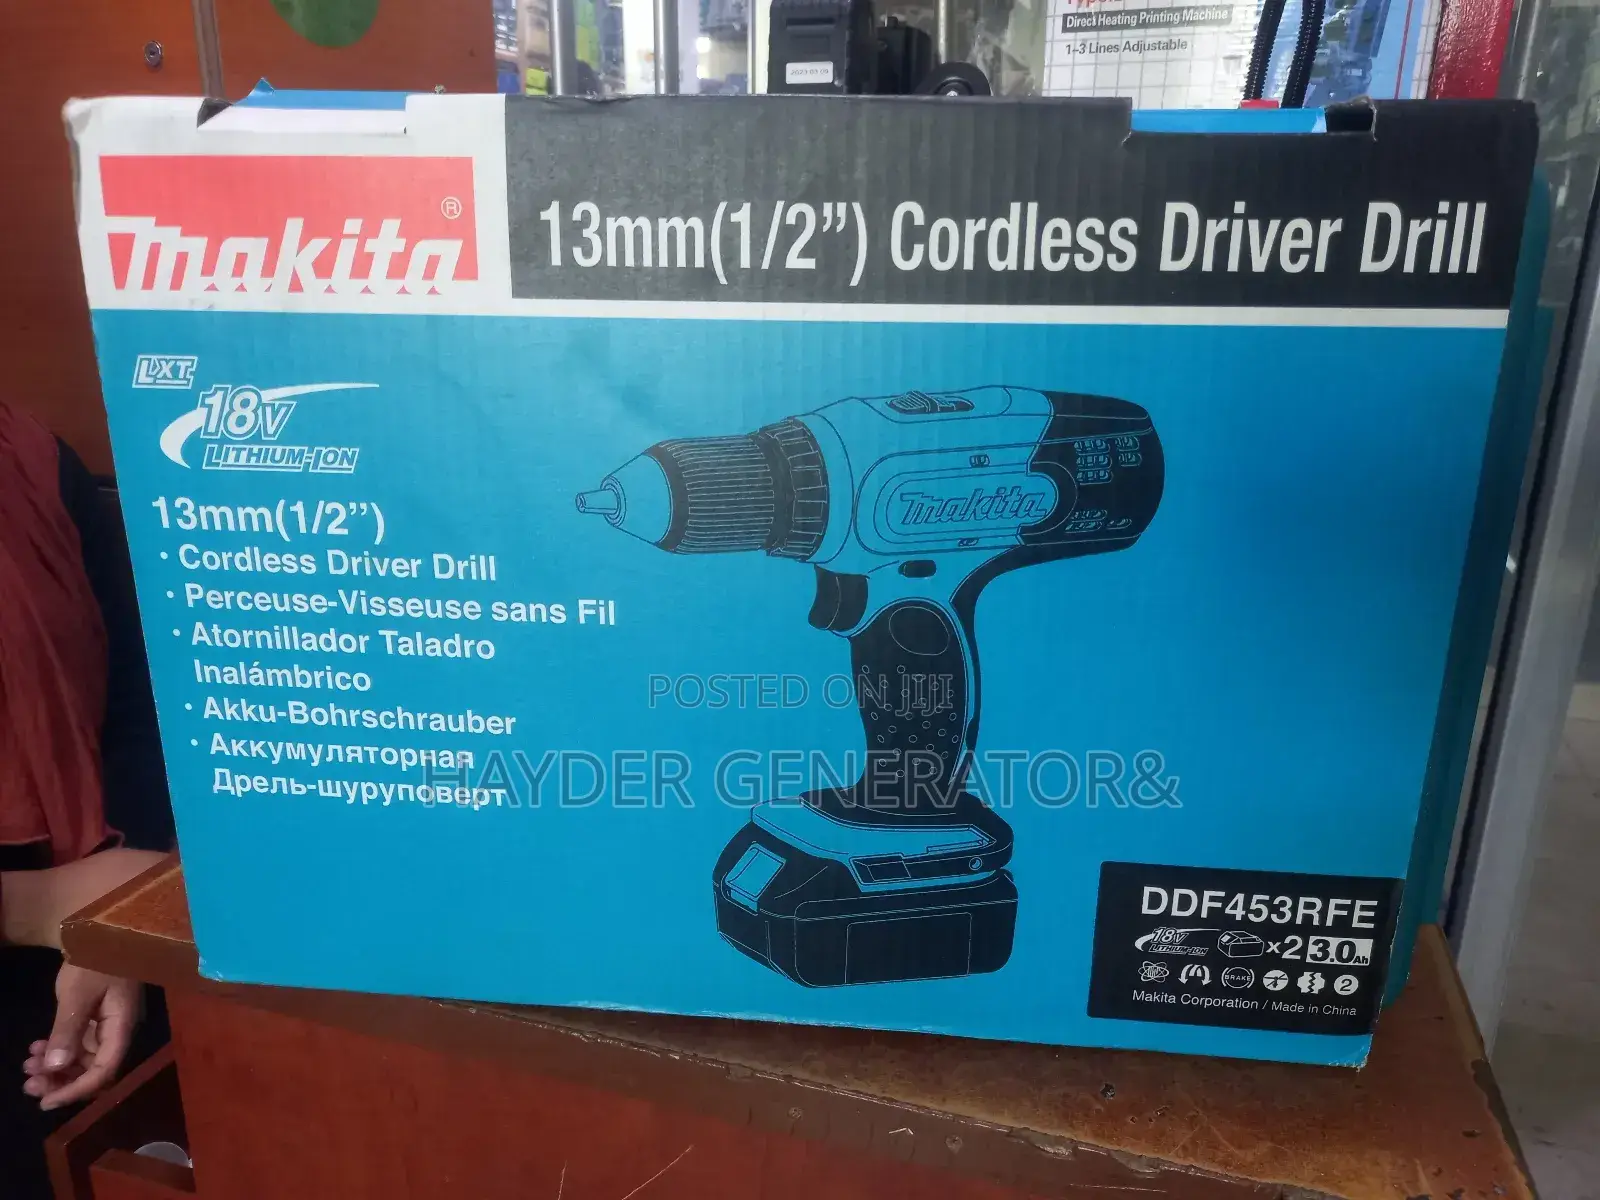 Direct Heating Printing Machine
1-3 Lines Adjustable
makita®
13mm(1/2”) Cordless Driver Drill
LXT
18V
LITHIUM-ION
13mm(1/2”)
• Cordless Driver Drill
• Perceuse-Visseuse sans Fil
• Atornillador Taladro
Inalámbrico
• Akku-Bohrschrauber
• Аккумуляторная
Дрель-шуруповерт
makita
POSTED ON JIJI
HAYDER GENERATOR&
DDF453RFE
18V LITHIUM-ION x2 3.0Ah
BRAKE 2
Makita Corporation / Made in China